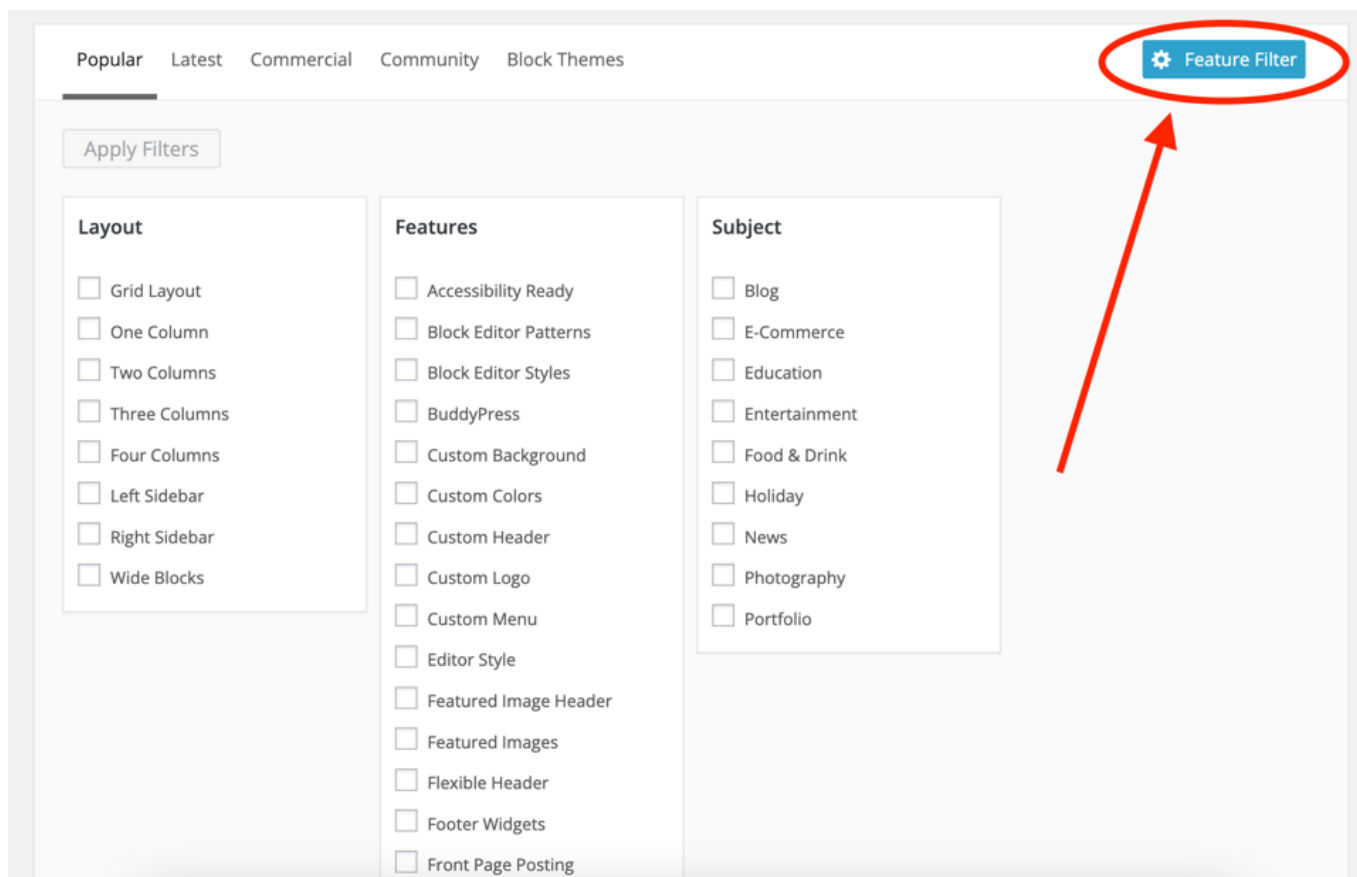 Popular Latest Commercial Community Block Themes Feature Filter
Apply Filters
Layout
Grid Layout
One Column
Two Columns
Three Columns
Four Columns
Left Sidebar
Right Sidebar
Wide Blocks
Features
Accessibility Ready
Block Editor Patterns
Block Editor Styles
BuddyPress
Custom Background
Custom Colors
Custom Header
Custom Logo
Custom Menu
Editor Style
Featured Image Header
Featured Images
Flexible Header
Footer Widgets
Front Page Posting
Subject
Blog
E-Commerce
Education
Entertainment
Food & Drink
Holiday
News
Photography
Portfolio